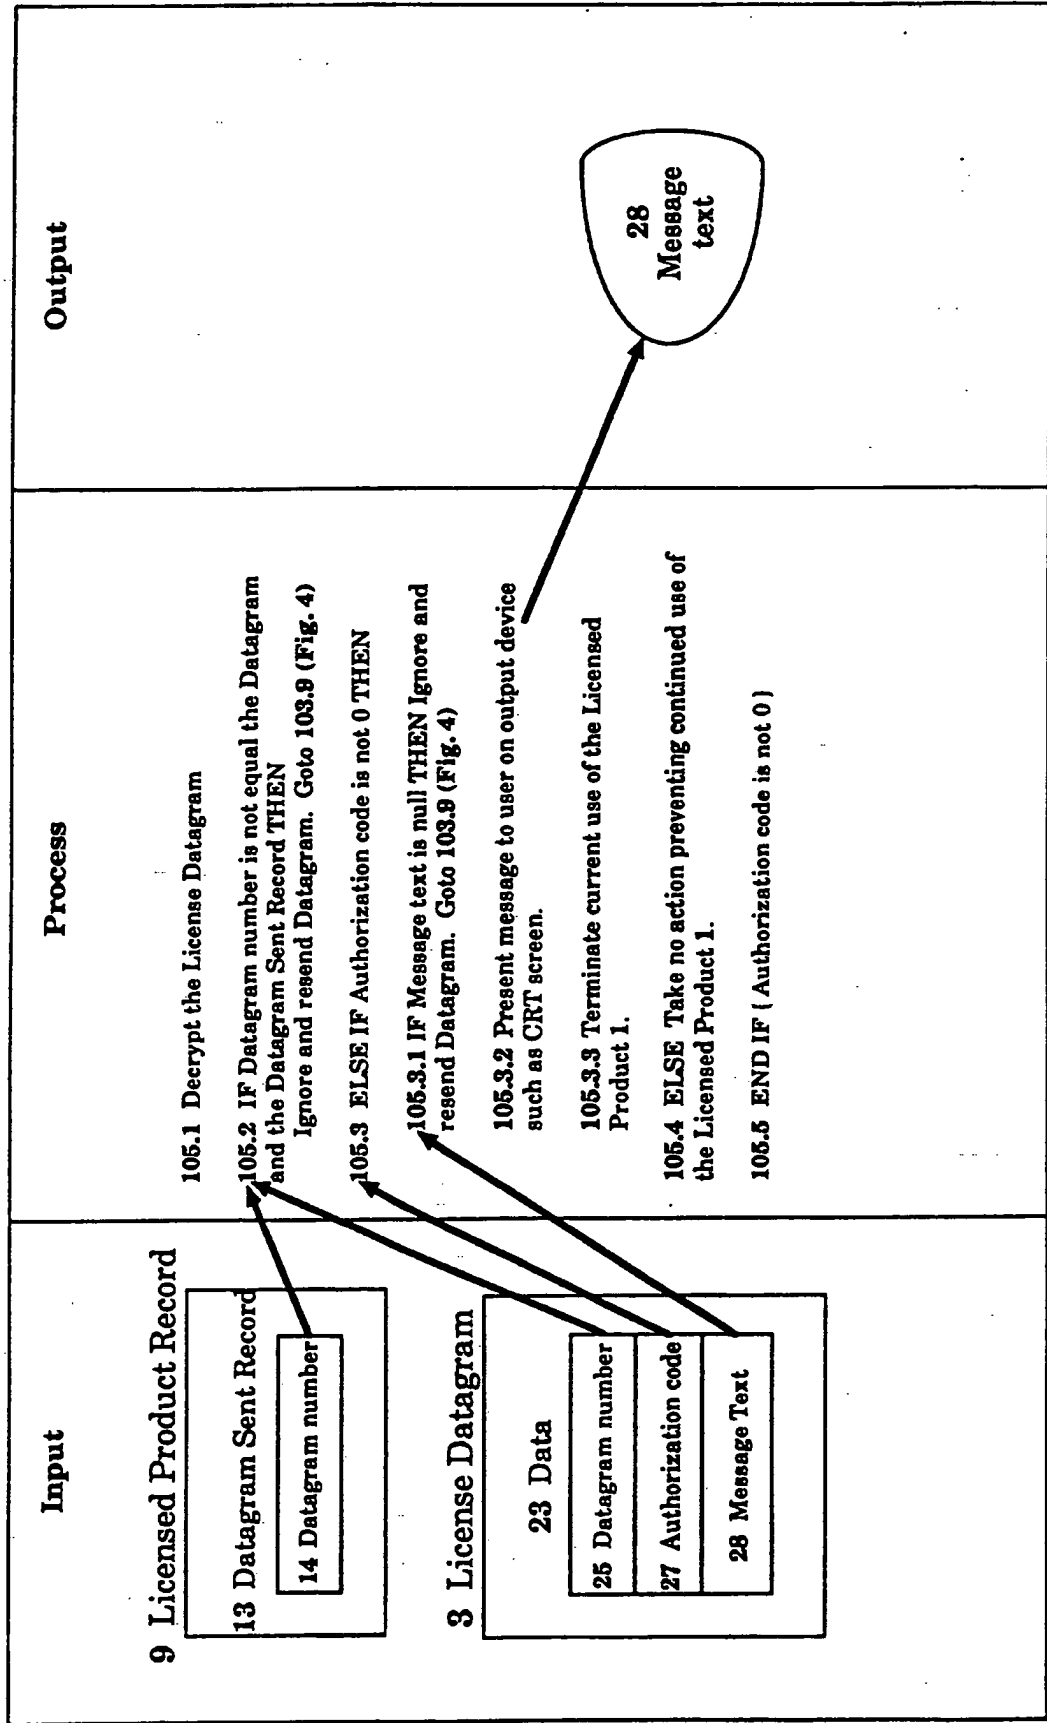 Input
Process
Output
9 Licensed Product Record
13 Datagram Sent Record
14 Datagram number
3 License Datagram
23 Data
25 Datagram number
27 Authorization code
28 Message Text
105.1 Decrypt the License Datagram
105.2 IF Datagram number is not equal the Datagram
and the Datagram Sent Record THEN
Ignore and resend Datagram. Goto 103.9 (Fig. 4)
105.3 ELSE IF Authorization code is not 0 THEN
105.3.1 IF Message text is null THEN Ignore and
resend Datagram. Goto 103.9 (Fig. 4)
105.3.2 Present message to user on output device
such as CRT screen.
105.3.3 Terminate current use of the Licensed
Product 1.
105.4 ELSE Take no action preventing continued use of
the Licensed Product 1.
105.5 END IF { Authorization code is not 0 }
28
Message
text